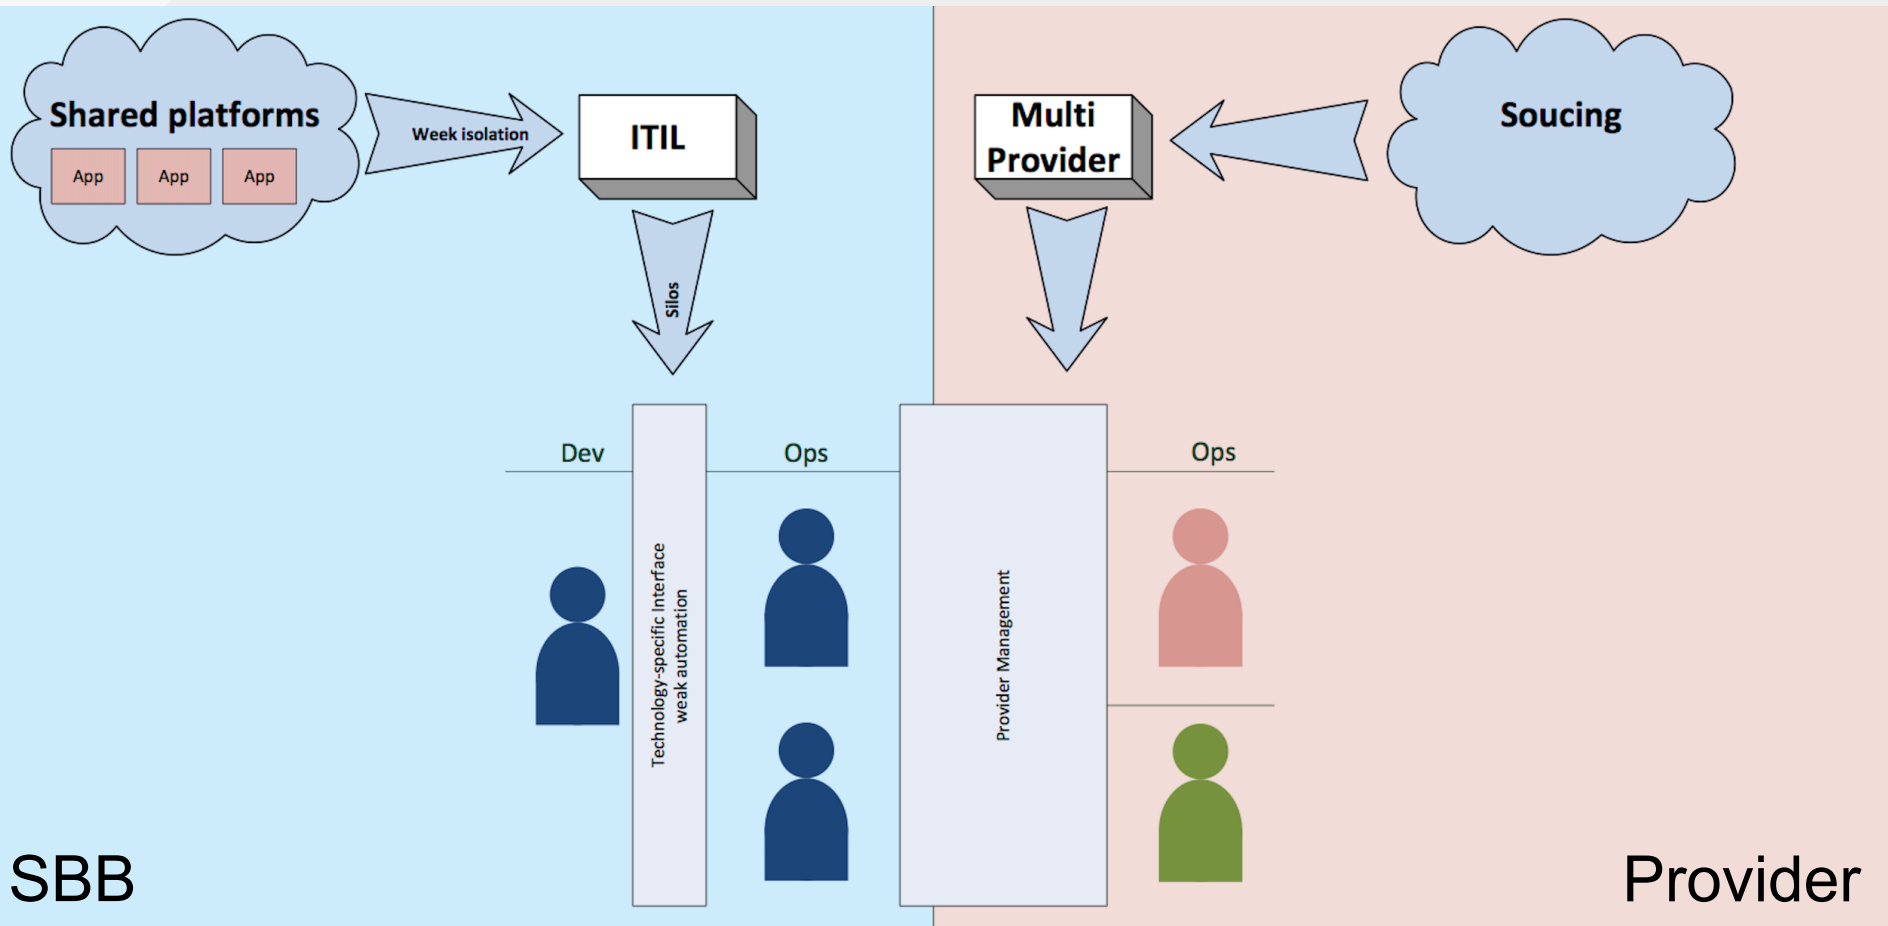 Shared platforms
App App App
Week isolation
ITIL
Multi
Provider
Soucing
Silos
Dev
Ops
Ops
Technology-specific Interface
weak automation
Provider Management
SBB
Provider